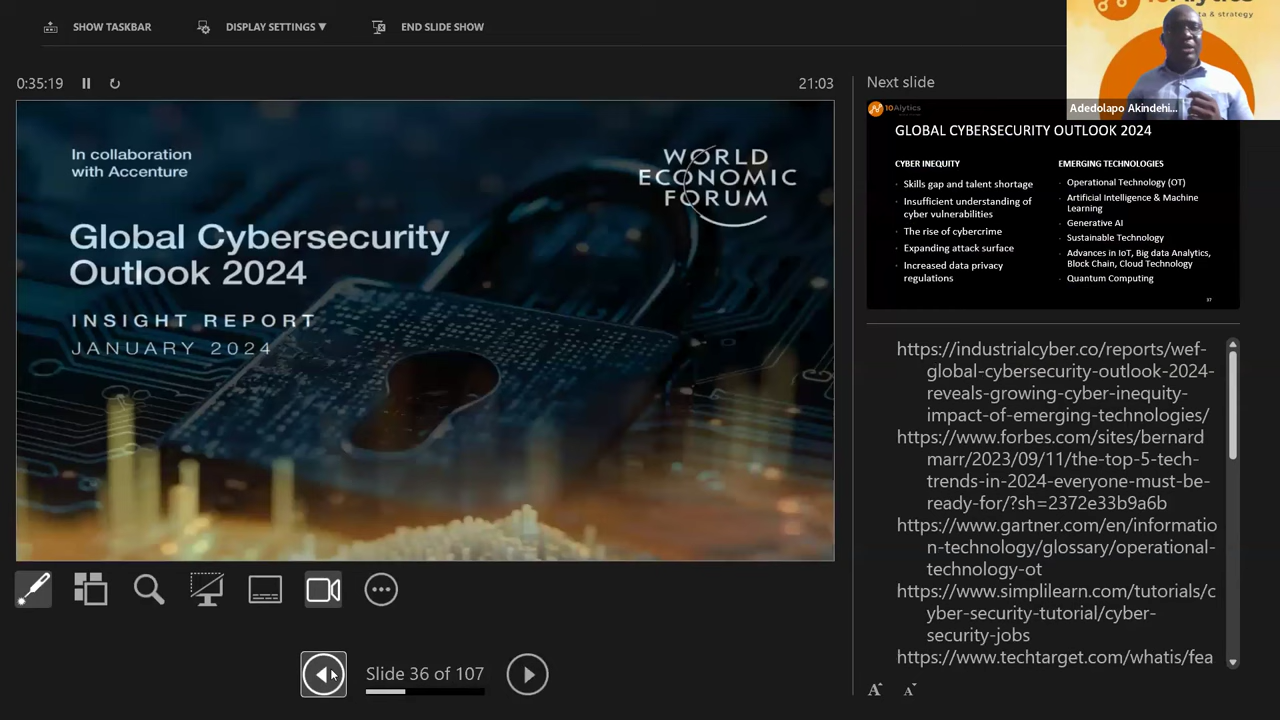 SHOW TASKBAR
DISPLAY SETTINGS ▼
END SLIDE SHOW
& strategy
Adedolapo Akindehi...
0:35:19
21:03
Next slide
In collaboration
with Accenture
WORLD
ECONOMIC
FORUM
Global Cybersecurity
Outlook 2024
INSIGHT REPORT
JANUARY 2024
10Alytics
GLOBAL CYBERSECURITY OUTLOOK 2024
CYBER INEQUITY
Skills gap and talent shortage
Insufficient understanding of
cyber vulnerabilities
The rise of cybercrime
Expanding attack surface
Increased data privacy
regulations
EMERGING TECHNOLOGIES
Operational Technology (OT)
Artificial Intelligence & Machine
Learning
Generative AI
Sustainable Technology
Advances in IoT, Big data Analytics,
Block Chain, Cloud Technology
Quantum Computing
37
https://industrialcyber.co/reports/wef-
global-cybersecurity-outlook-2024-
reveals-growing-cyber-inequity-
impact-of-emerging-technologies/
https://www.forbes.com/sites/bernard
marr/2023/09/11/the-top-5-tech-
trends-in-2024-everyone-must-be-
ready-for/?sh=2372e33b9a6b
https://www.gartner.com/en/informatio
n-technology/glossary/operational-
technology-ot
https://www.simplilearn.com/tutorials/c
yber-security-tutorial/cyber-
security-jobs
https://www.techtarget.com/whatis/fea
Slide 36 of 107
A A